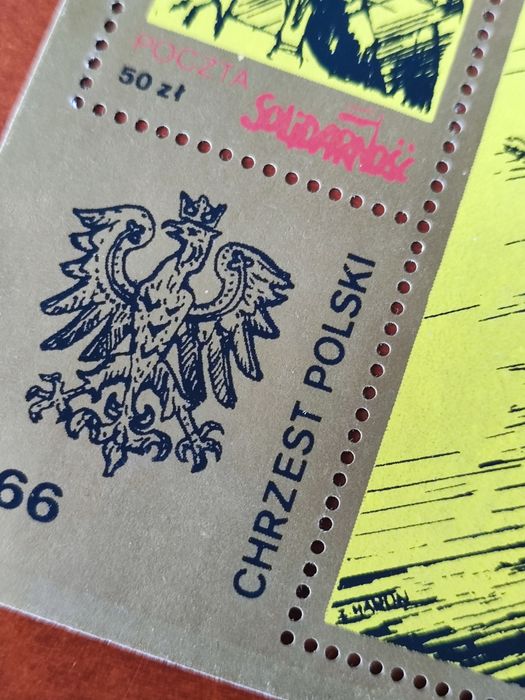 POCZTA
50 zł
SOLIDARNOŚĆ
CHRZEST POLSKI
66